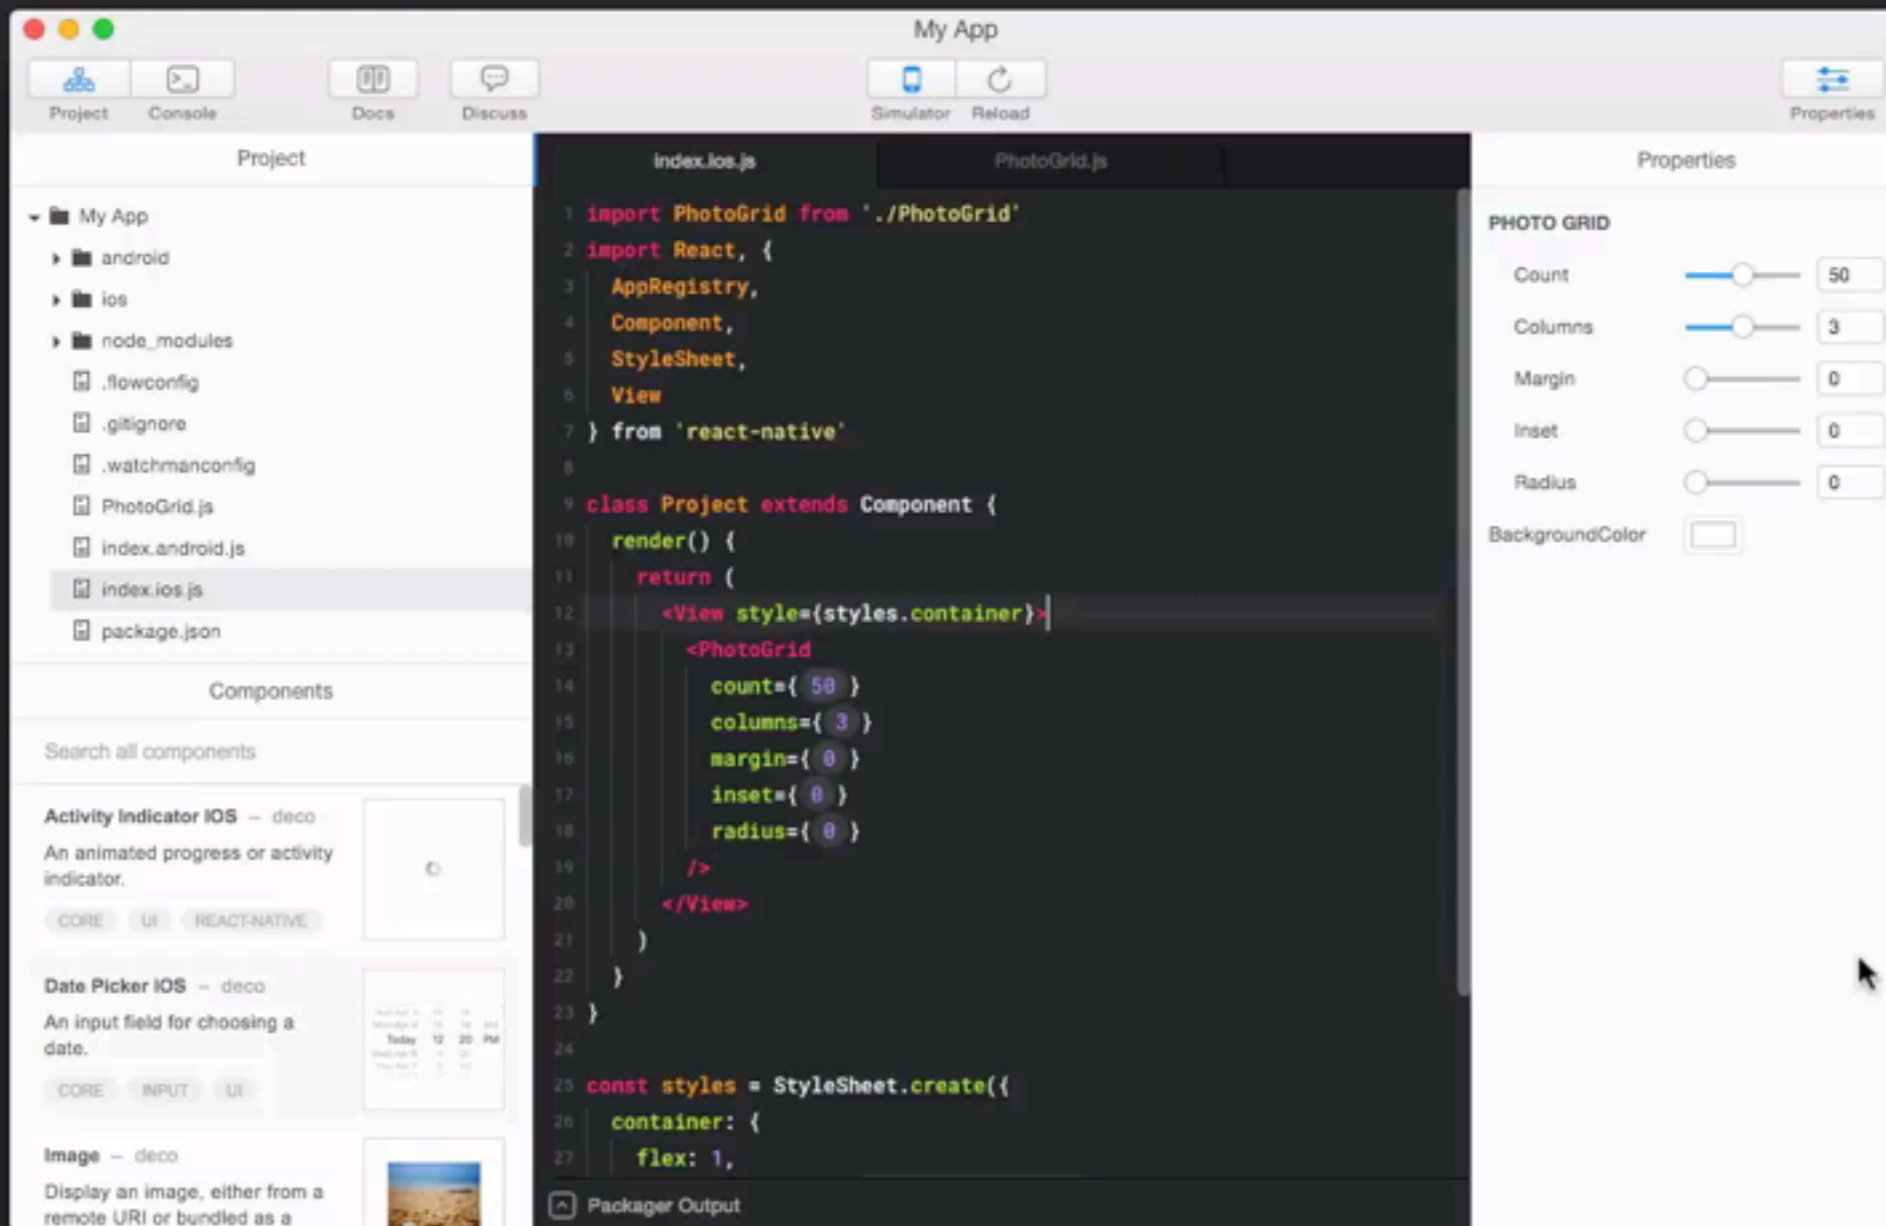 My App
Project
Console
Docs
Discuss
Simulator
Reload
Properties
Project
My App
android
ios
node_modules
.flowconfig
.gitignore
.watchmanconfig
PhotoGrid.js
index.android.js
index.ios.js
package.json
Components
Search all components
Activity Indicator IOS – deco
An animated progress or activity
indicator.
CORE UI REACT-NATIVE
Date Picker IOS – deco
An input field for choosing a
date.
CORE INPUT UI
Today 12 20 PM
Image – deco
Display an image, either from a
remote URI or bundled as a
index.ios.js
PhotoGrid.js
1 import PhotoGrid from './PhotoGrid'
2 import React, {
3 AppRegistry,
4 Component,
5 StyleSheet,
6 View
7 } from 'react-native'
8
9 class Project extends Component {
10 render() {
11 return (
12 <View style={styles.container}>
13 <PhotoGrid
14 count={ 50 }
15 columns={ 3 }
16 margin={ 0 }
17 inset={ 0 }
18 radius={ 0 }
19 />
20 </View>
21 )
22 }
23 }
24
25 const styles = StyleSheet.create({
26 container: {
27 flex: 1,
Packager Output
Properties
PHOTO GRID
Count 50
Columns 3
Margin 0
Inset 0
Radius 0
BackgroundColor